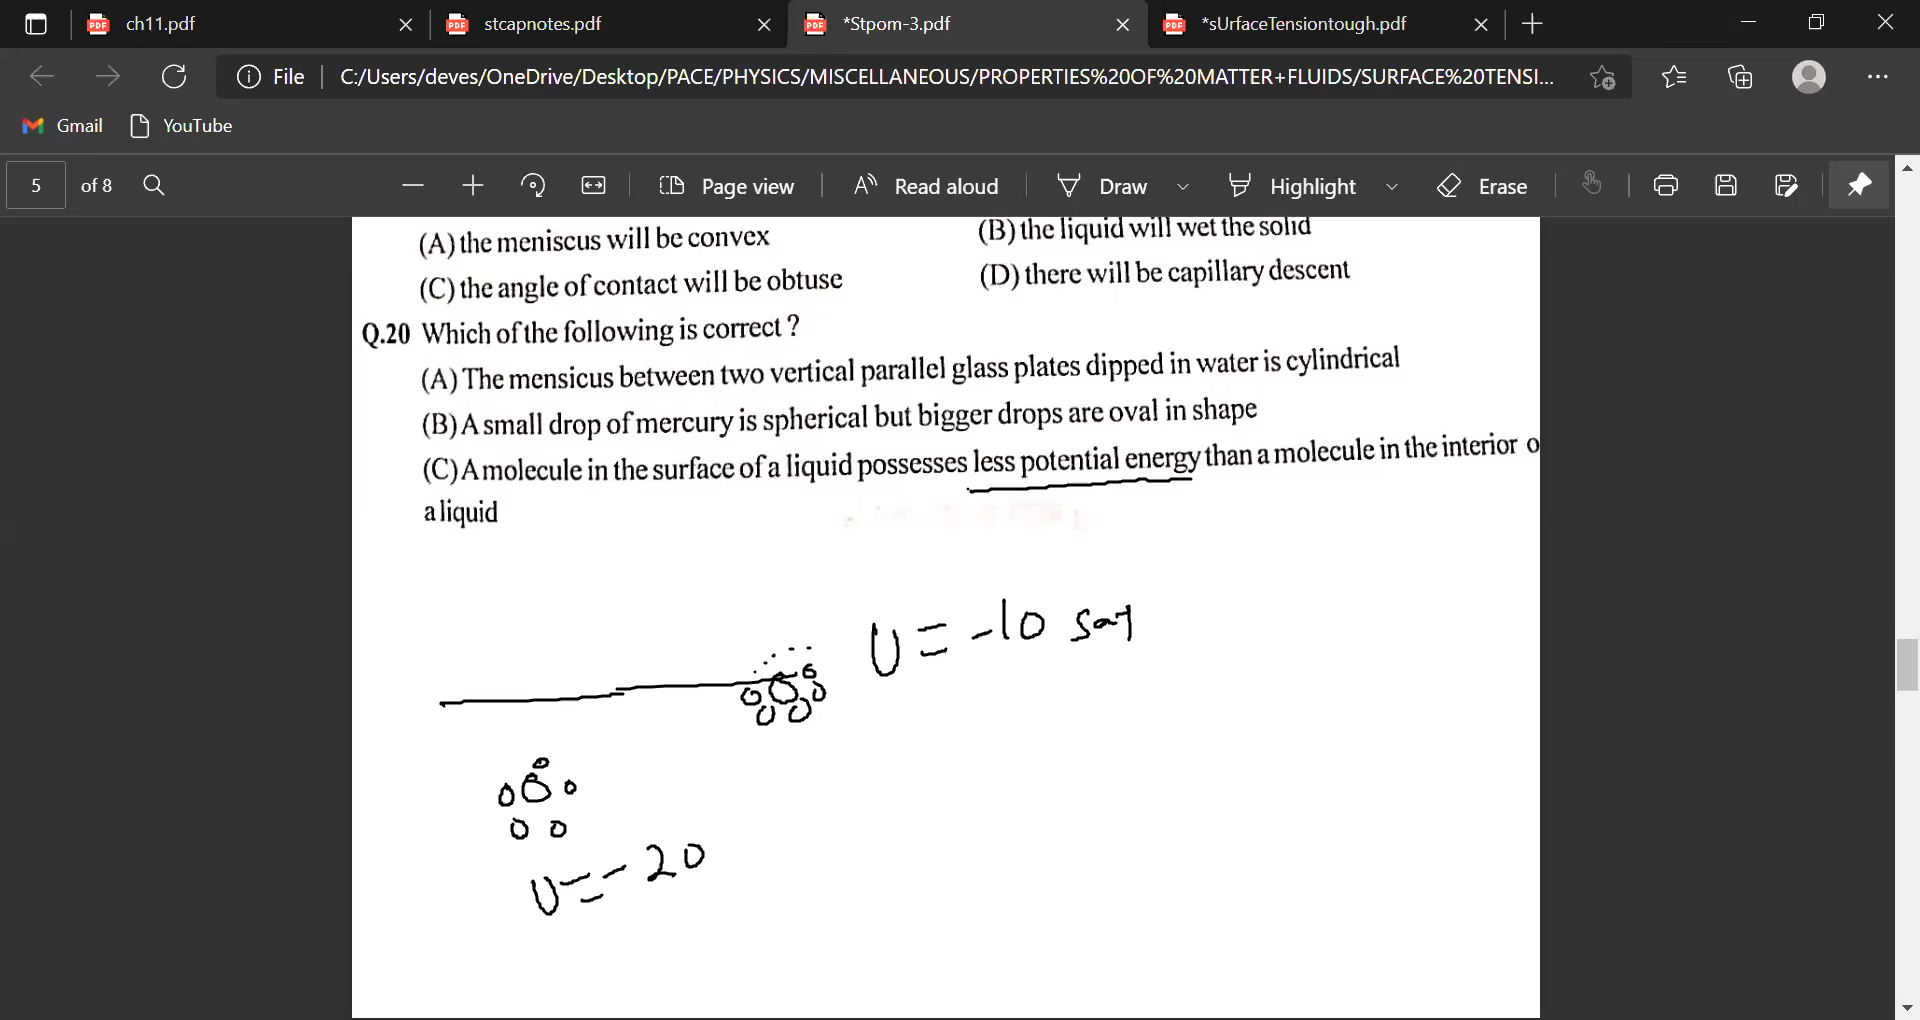 ch11.pdf
stcapnotes.pdf
*Stpom-3.pdf
*sUrfaceTensiontough.pdf
File
C:/Users/deves/OneDrive/Desktop/PACE/PHYSICS/MISCELLANEOUS/PROPERTIES%20OF%20MATTER+FLUIDS/SURFACE%20TENSI...
Gmail
YouTube
5 of 8
Page view
Read aloud
Draw
Highlight
Erase
(A) the meniscus will be convex (B) the liquid will wet the solid
(C) the angle of contact will be obtuse (D) there will be capillary descent
Q.20 Which of the following is correct ?
(A) The mensicus between two vertical parallel glass plates dipped in water is cylindrical
(B) A small drop of mercury is spherical but bigger drops are oval in shape
(C) A molecule in the surface of a liquid possesses less potential energy than a molecule in the interior o
a liquid
U = -10 say
U = - 20